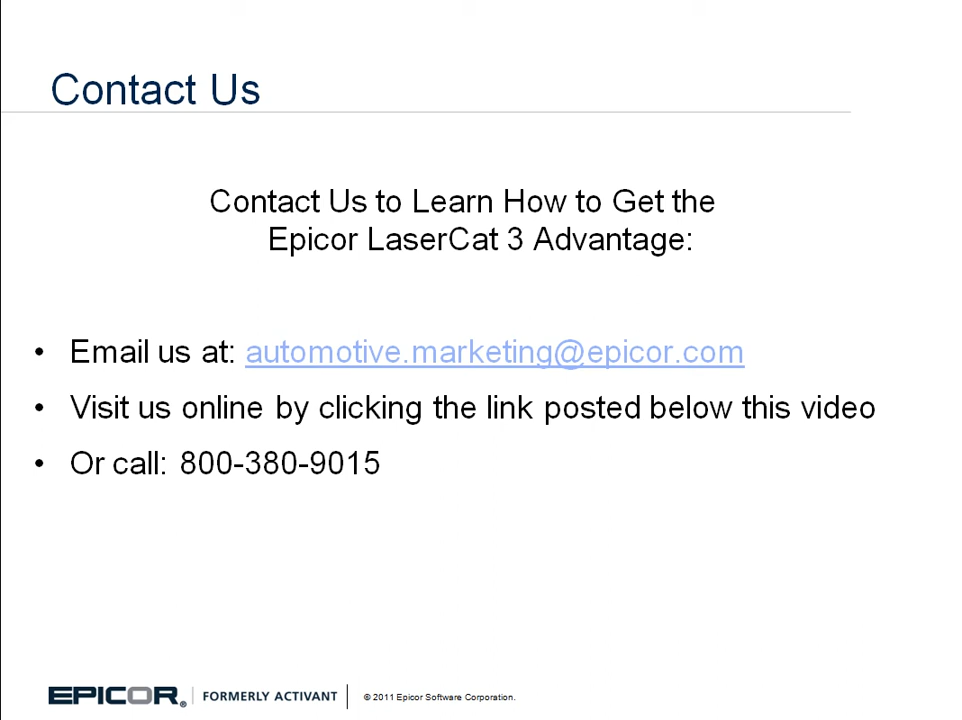 Contact Us
Contact Us to Learn How to Get the
Epicor LaserCat 3 Advantage:
• Email us at: automotive.marketing@epicor.com
• Visit us online by clicking the link posted below this video
• Or call: 800-380-9015
EPICOR® | FORMERLY ACTIVANT | © 2011 Epicor Software Corporation.